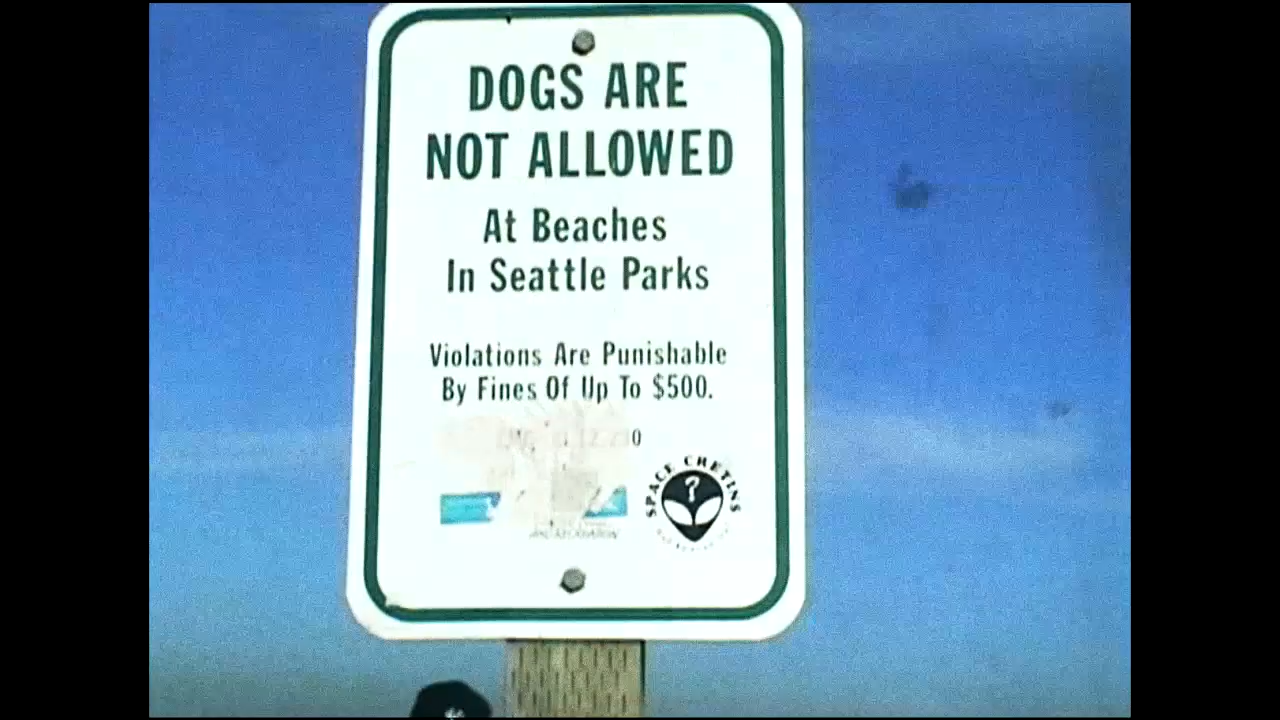 DOGS ARE
NOT ALLOWED
At Beaches
In Seattle Parks
Violations Are Punishable
By Fines Of Up To $500.
SPACE CRETINS
?